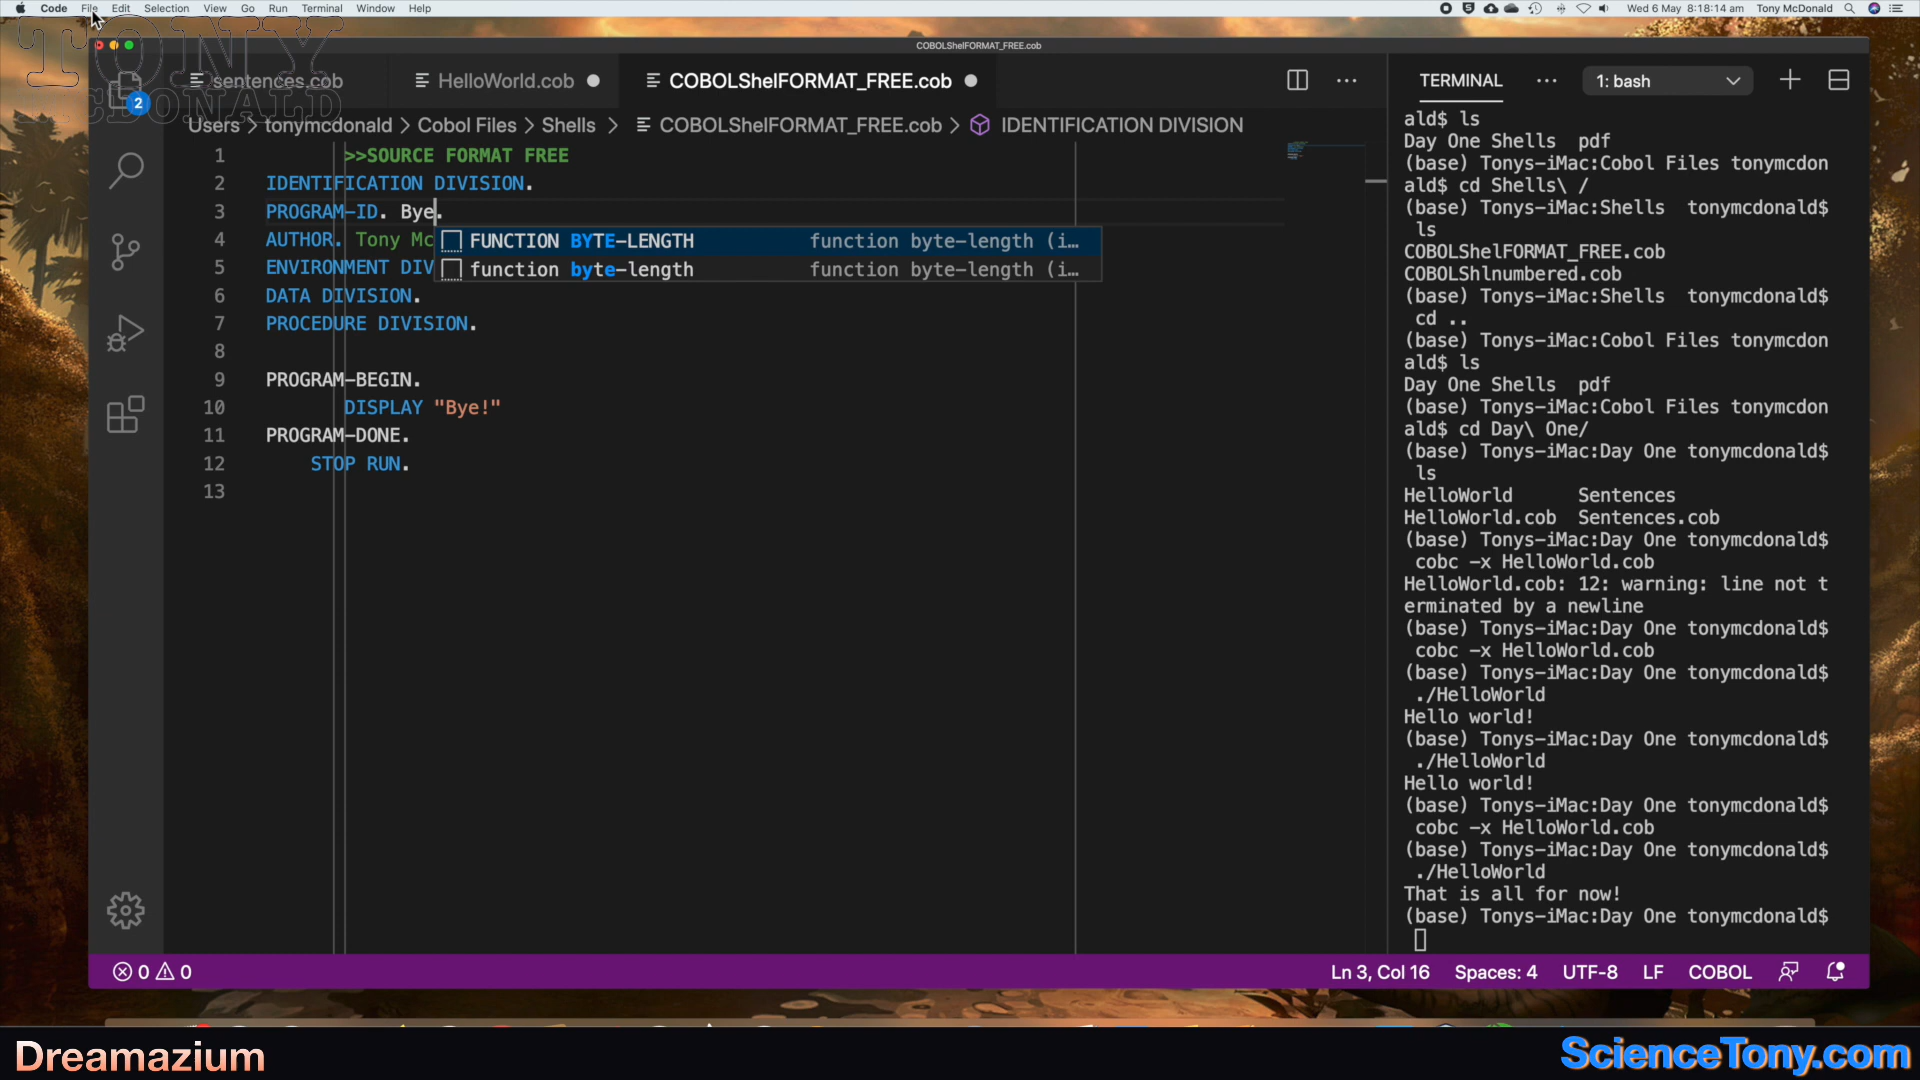 Code File Edit Selection View Go Run Terminal Window Help
Wed 6 May 8:18:14 am Tony McDonald
TONY
MCDONALD
COBOLShelFORMAT_FREE.cob
2
sentences.cob
HelloWorld.cob
COBOLShelFORMAT_FREE.cob
Users > tonymcdonald > Cobol Files > Shells > COBOLShelFORMAT_FREE.cob > IDENTIFICATION DIVISION
1 >>SOURCE FORMAT FREE
2 IDENTIFICATION DIVISION.
3 PROGRAM-ID. Bye.
4 AUTHOR. Tony Mc
FUNCTION BYTE-LENGTH function byte-length (i…
5 ENVIRONMENT DIV
function byte-length function byte-length (i…
6 DATA DIVISION.
7 PROCEDURE DIVISION.
8
9 PROGRAM-BEGIN.
10 DISPLAY "Bye!"
11 PROGRAM-DONE.
12 STOP RUN.
13
TERMINAL
1: bash
ald$ ls
Day One Shells pdf
(base) Tonys-iMac:Cobol Files tonymcdon
ald$ cd Shells\ /
(base) Tonys-iMac:Shells tonymcdonald$
ls
COBOLShelFORMAT_FREE.cob
COBOLShlnumbered.cob
(base) Tonys-iMac:Shells tonymcdonald$
cd ..
(base) Tonys-iMac:Cobol Files tonymcdon
ald$ ls
Day One Shells pdf
(base) Tonys-iMac:Cobol Files tonymcdon
ald$ cd Day\ One/
(base) Tonys-iMac:Day One tonymcdonald$
ls
HelloWorld Sentences
HelloWorld.cob Sentences.cob
(base) Tonys-iMac:Day One tonymcdonald$
cobc -x HelloWorld.cob
HelloWorld.cob: 12: warning: line not t
erminated by a newline
(base) Tonys-iMac:Day One tonymcdonald$
cobc -x HelloWorld.cob
(base) Tonys-iMac:Day One tonymcdonald$
./HelloWorld
Hello world!
(base) Tonys-iMac:Day One tonymcdonald$
./HelloWorld
Hello world!
(base) Tonys-iMac:Day One tonymcdonald$
cobc -x HelloWorld.cob
(base) Tonys-iMac:Day One tonymcdonald$
./HelloWorld
That is all for now!
(base) Tonys-iMac:Day One tonymcdonald$
0 0
Ln 3, Col 16 Spaces: 4 UTF-8 LF COBOL
Dreamazium
ScienceTony.com